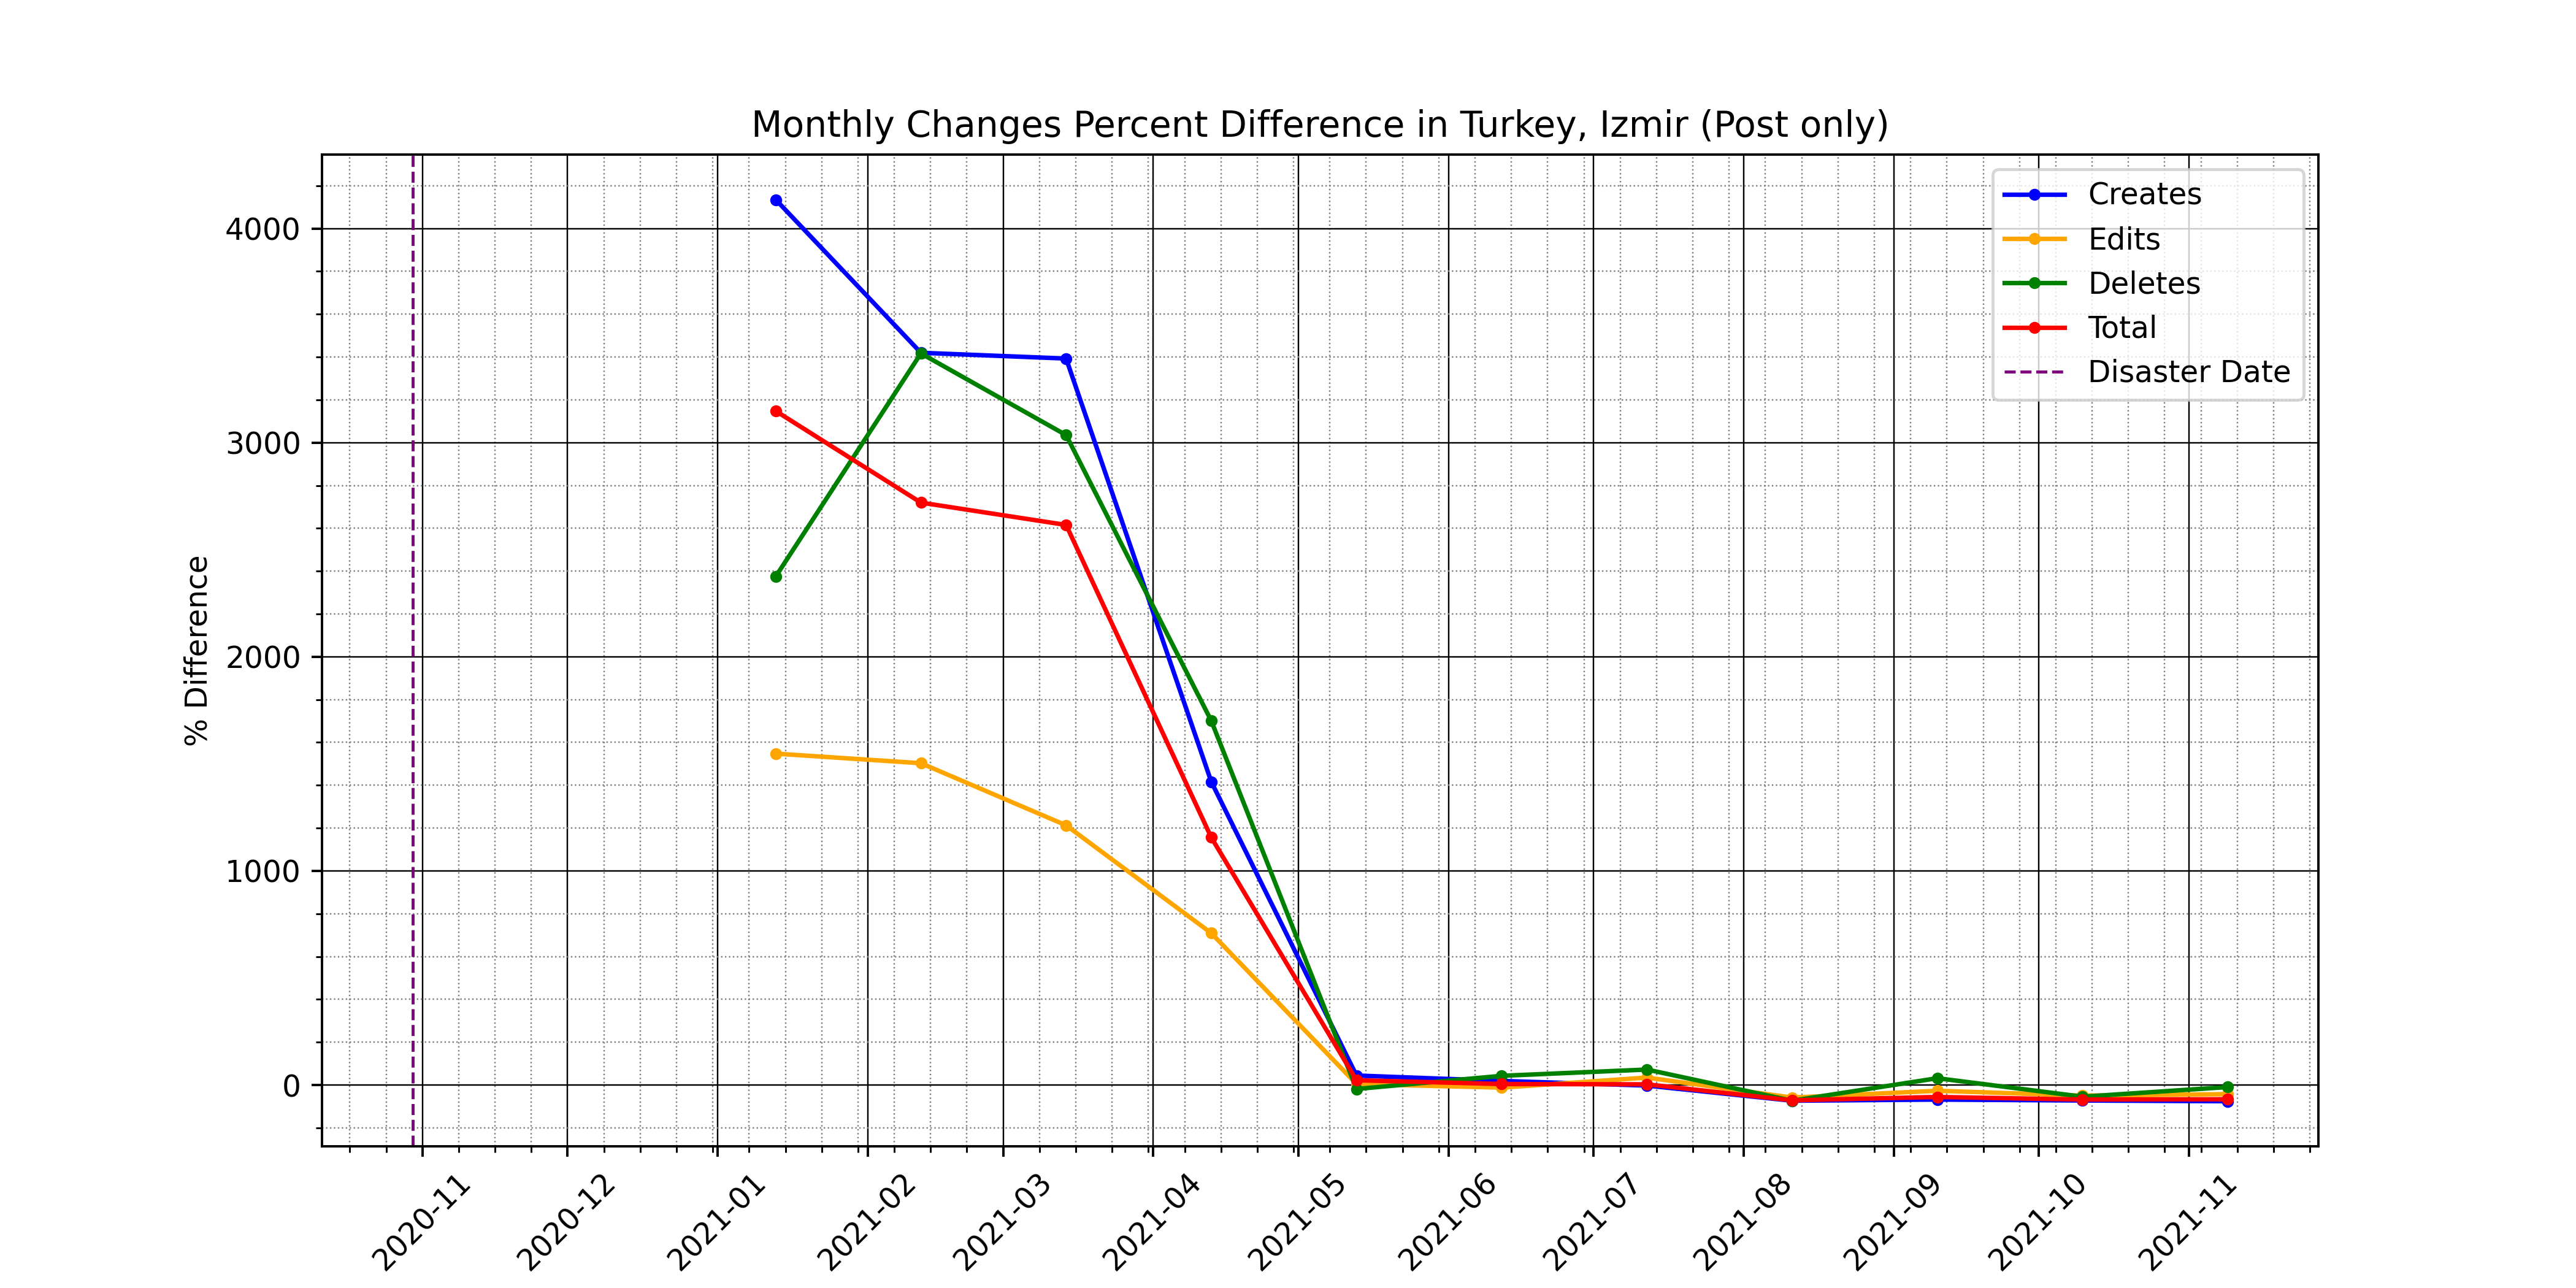 Monthly Changes Percent Difference in Turkey, Izmir (Post only)
Creates
Edits
Deletes
Total
Disaster Date
% Difference
4000
3000
2000
1000
0
2020-11
2020-12
2021-01
2021-02
2021-03
2021-04
2021-05
2021-06
2021-07
2021-08
2021-09
2021-10
2021-11